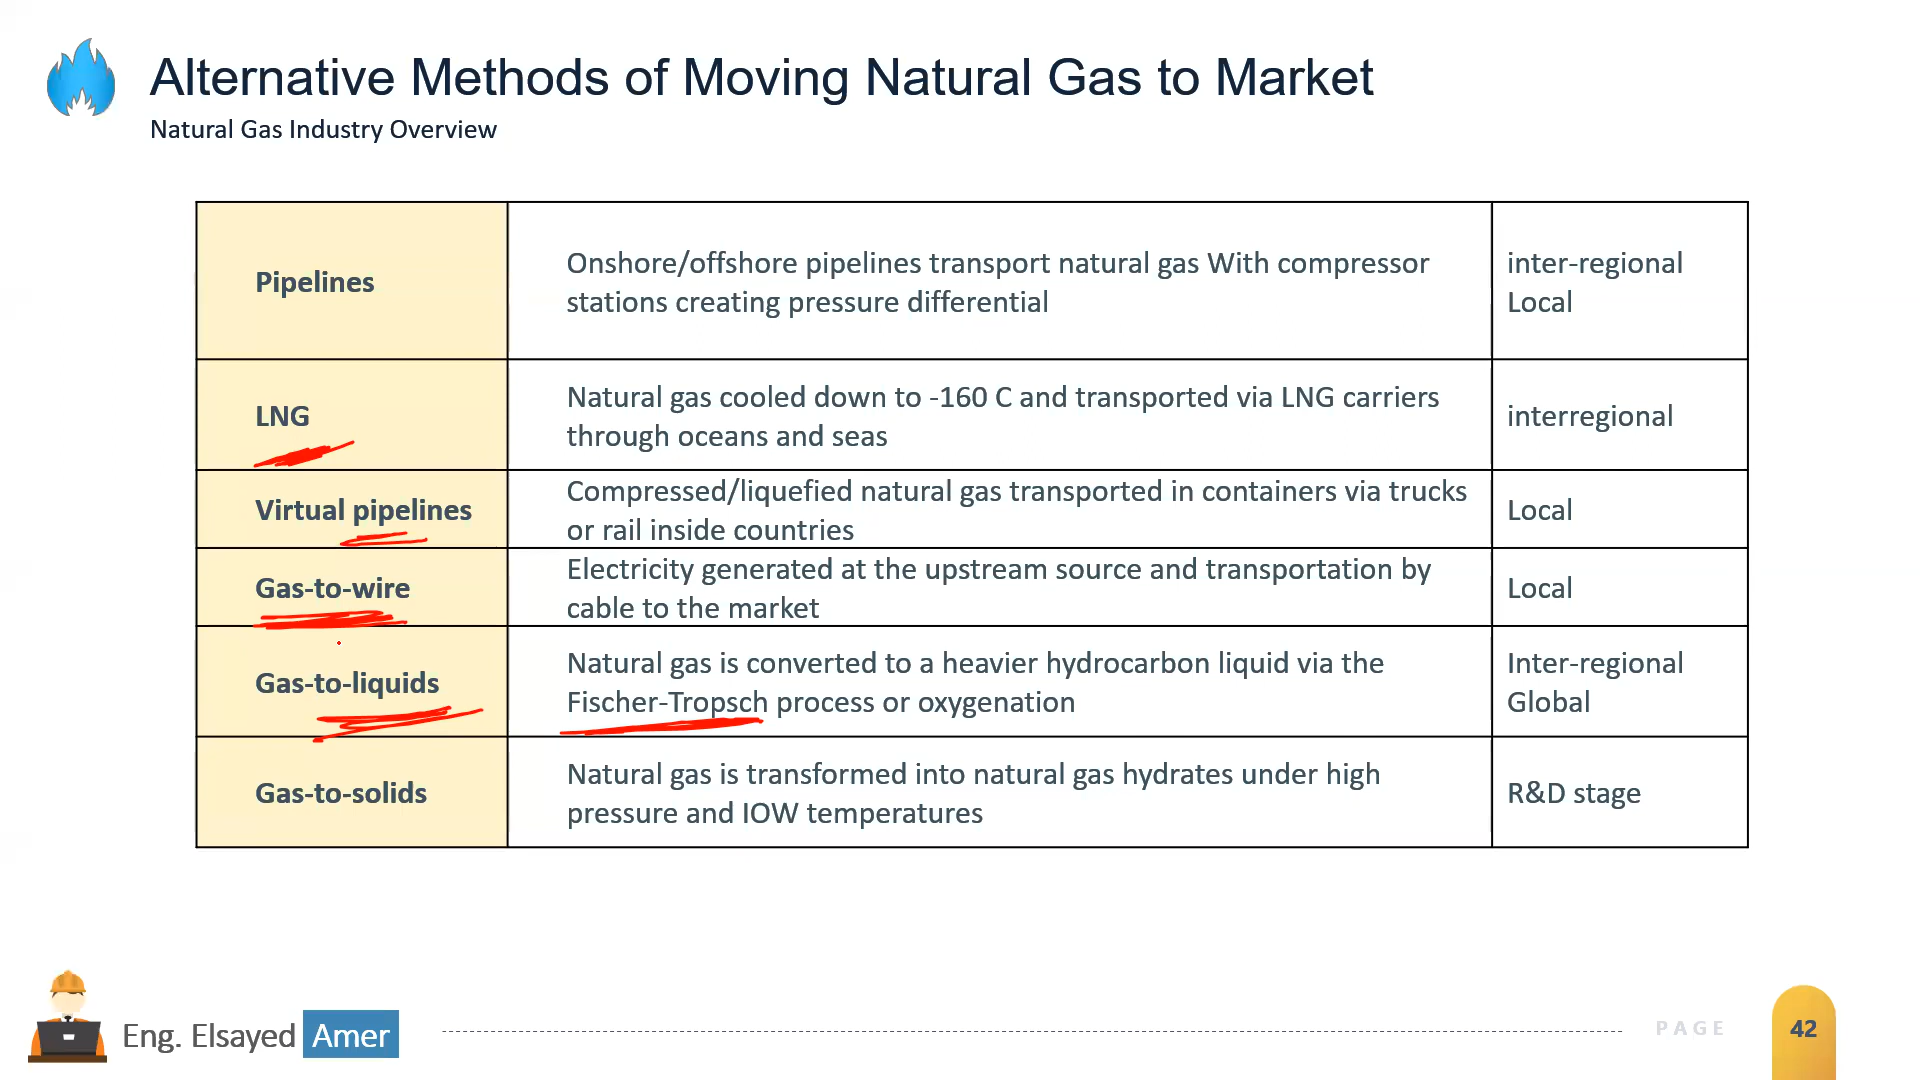 Alternative Methods of Moving Natural Gas to Market
Natural Gas Industry Overview
Pipelines
Onshore/offshore pipelines transport natural gas With compressor
stations creating pressure differential
inter-regional
Local
LNG
Natural gas cooled down to -160 C and transported via LNG carriers
through oceans and seas
interregional
Virtual pipelines
Compressed/liquefied natural gas transported in containers via trucks
or rail inside countries
Local
Gas-to-wire
Electricity generated at the upstream source and transportation by
cable to the market
Local
Gas-to-liquids
Natural gas is converted to a heavier hydrocarbon liquid via the
Fischer-Tropsch process or oxygenation
Inter-regional
Global
Gas-to-solids
Natural gas is transformed into natural gas hydrates under high
pressure and IOW temperatures
R&D stage
Eng. Elsayed Amer
PAGE
42